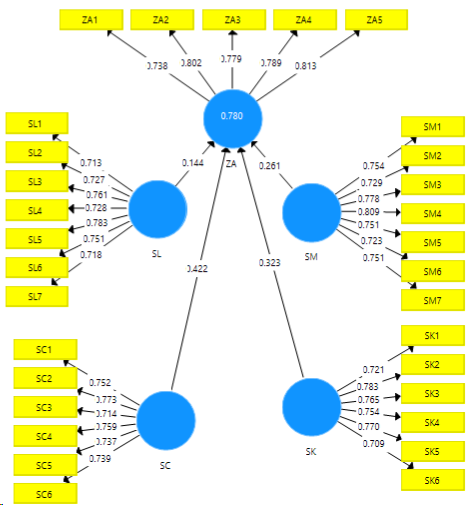 ZA1 ZA2 ZA3 ZA4 ZA5
0.738 0.802 0.779 0.789 0.813
0.780
ZA
0.144 0.261
SL1
SL2
SL3
SL4
SL5
SL6
SL7
0.713
0.727
0.761
0.728
0.783
0.751
0.718
SL
SM1
SM2
SM3
SM4
SM5
SM6
SM7
0.754
0.729
0.778
0.809
0.751
0.723
0.751
SM
0.422 0.323
SC1
SC2
SC3
SC4
SC5
SC6
0.752
0.773
0.714
0.759
0.737
0.739
SC
SK1
SK2
SK3
SK4
SK5
SK6
0.721
0.783
0.765
0.754
0.770
0.709
SK